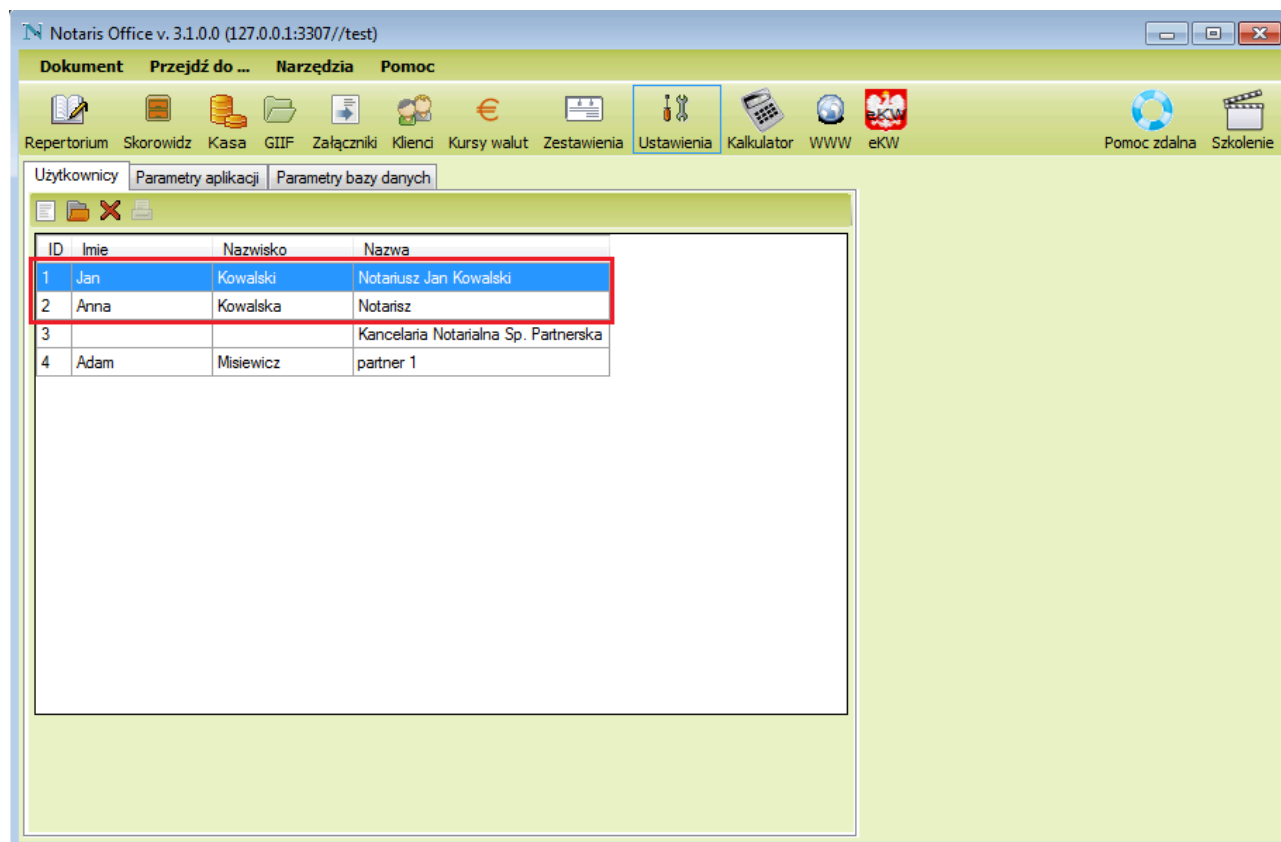 Notaris Office v. 3.1.0.0 (127.0.0.1:3307//test)
Dokument Przejdź do ... Narzędzia Pomoc
eKW
Repertorium Skorowidz Kasa GIIF Załączniki Klienci Kursy walut Zestawienia Ustawienia Kalkulator WWW eKW Pomoc zdalna Szkolenie
Użytkownicy Parametry aplikacji Parametry bazy danych
ID Imie Nazwisko Nazwa
1 Jan Kowalski Notariusz Jan Kowalski
2 Anna Kowalska Notarisz
3 Kancelaria Notarialna Sp. Partnerska
4 Adam Misiewicz partner 1